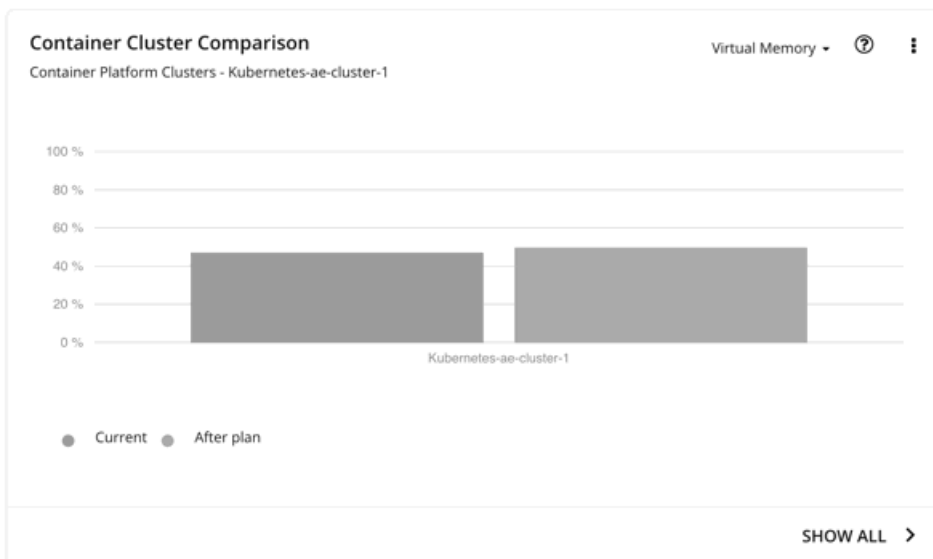 Container Cluster Comparison
Virtual Memory
Container Platform Clusters - Kubernetes-ae-cluster-1
100 %
80 %
60 %
40 %
20 %
0 %
Kubernetes-ae-cluster-1
Current After plan
SHOW ALL